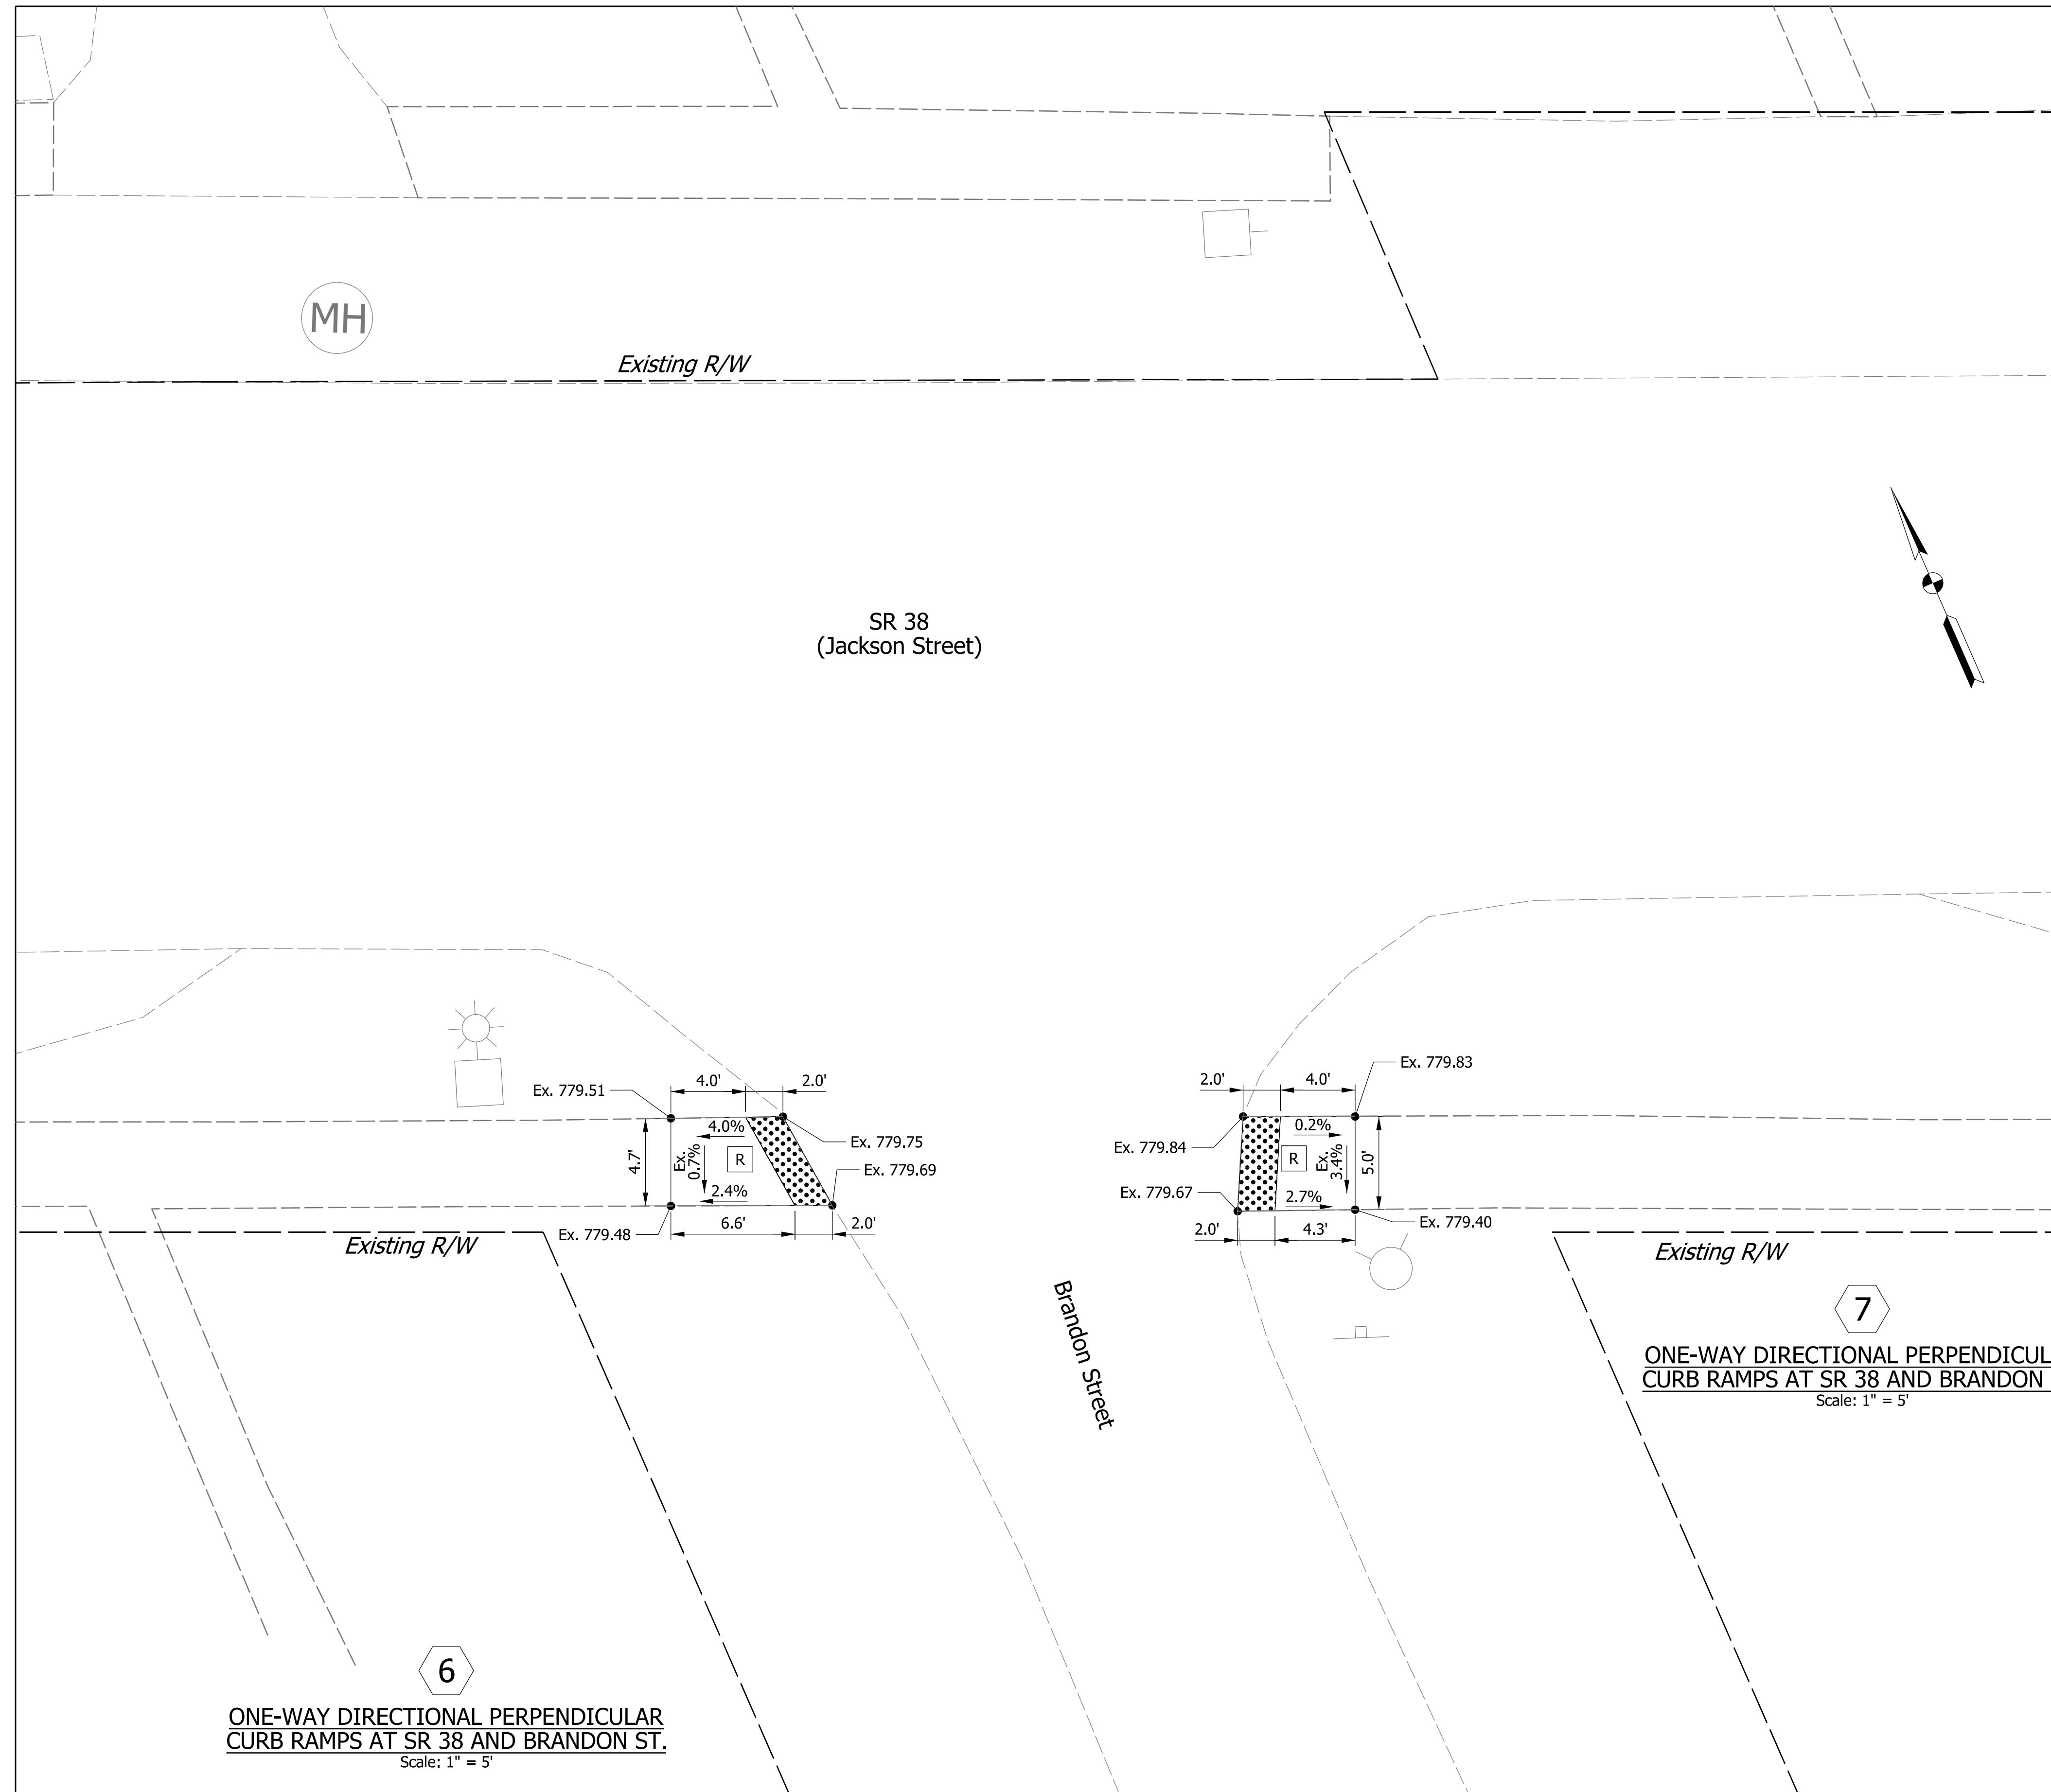 MH
Existing R/W
SR 38
(Jackson Street)
Ex. 779.51
4.0'
2.0'
4.7'
Ex.
0.7%
4.0%
R
2.4%
Ex. 779.75
Ex. 779.69
Ex. 779.48
6.6'
2.0'
Existing R/W
2.0'
4.0'
Ex. 779.83
Ex. 779.84
0.2%
R
Ex.
3.4%
5.0'
Ex. 779.67
2.7%
2.0'
4.3'
Ex. 779.40
Existing R/W
Brandon Street
7
ONE-WAY DIRECTIONAL PERPENDICUL
CURB RAMPS AT SR 38 AND BRANDON
Scale: 1" = 5'
6
ONE-WAY DIRECTIONAL PERPENDICULAR
CURB RAMPS AT SR 38 AND BRANDON ST.
Scale: 1" = 5'